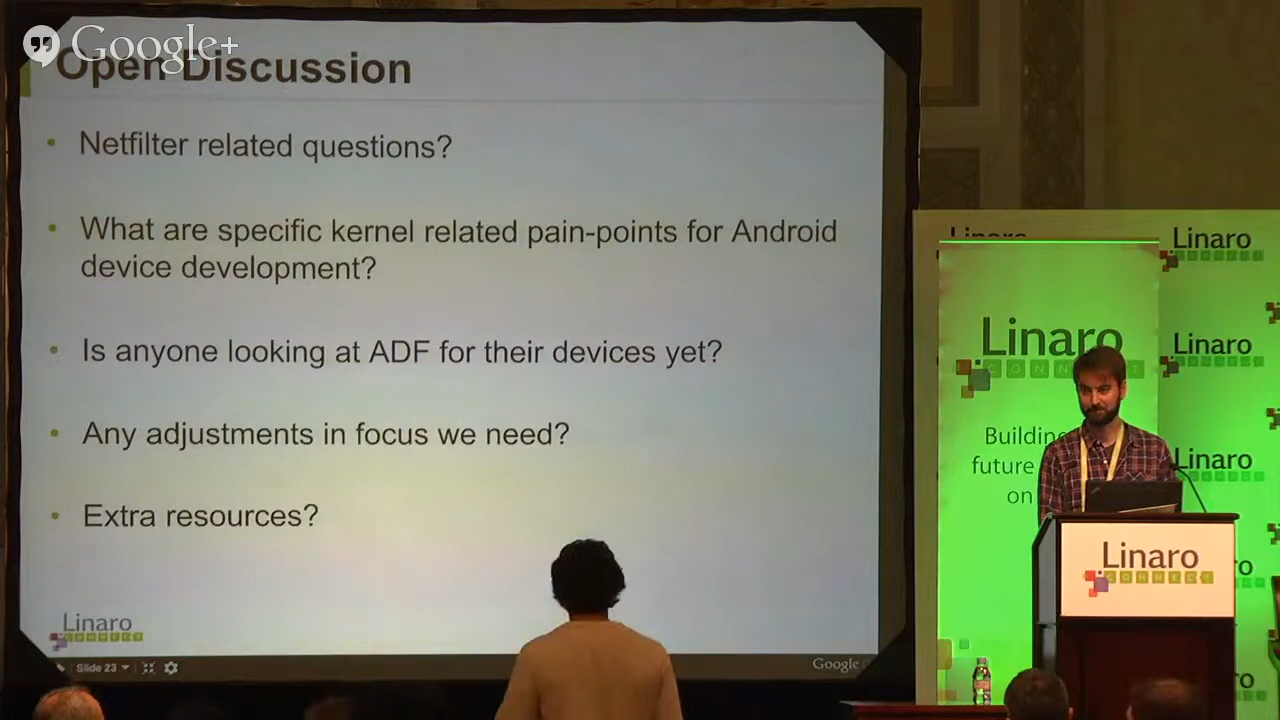 Google+
Open Discussion
• Netfilter related questions?
• What are specific kernel related pain-points for Android
device development?
• Is anyone looking at ADF for their devices yet?
• Any adjustments in focus we need?
• Extra resources?
Linaro
CONNECT
Slide 23
Google
Linaro
Linaro
CONNECT
Building
future
on
Linaro
Linaro
Linaro
Linaro
CONNECT